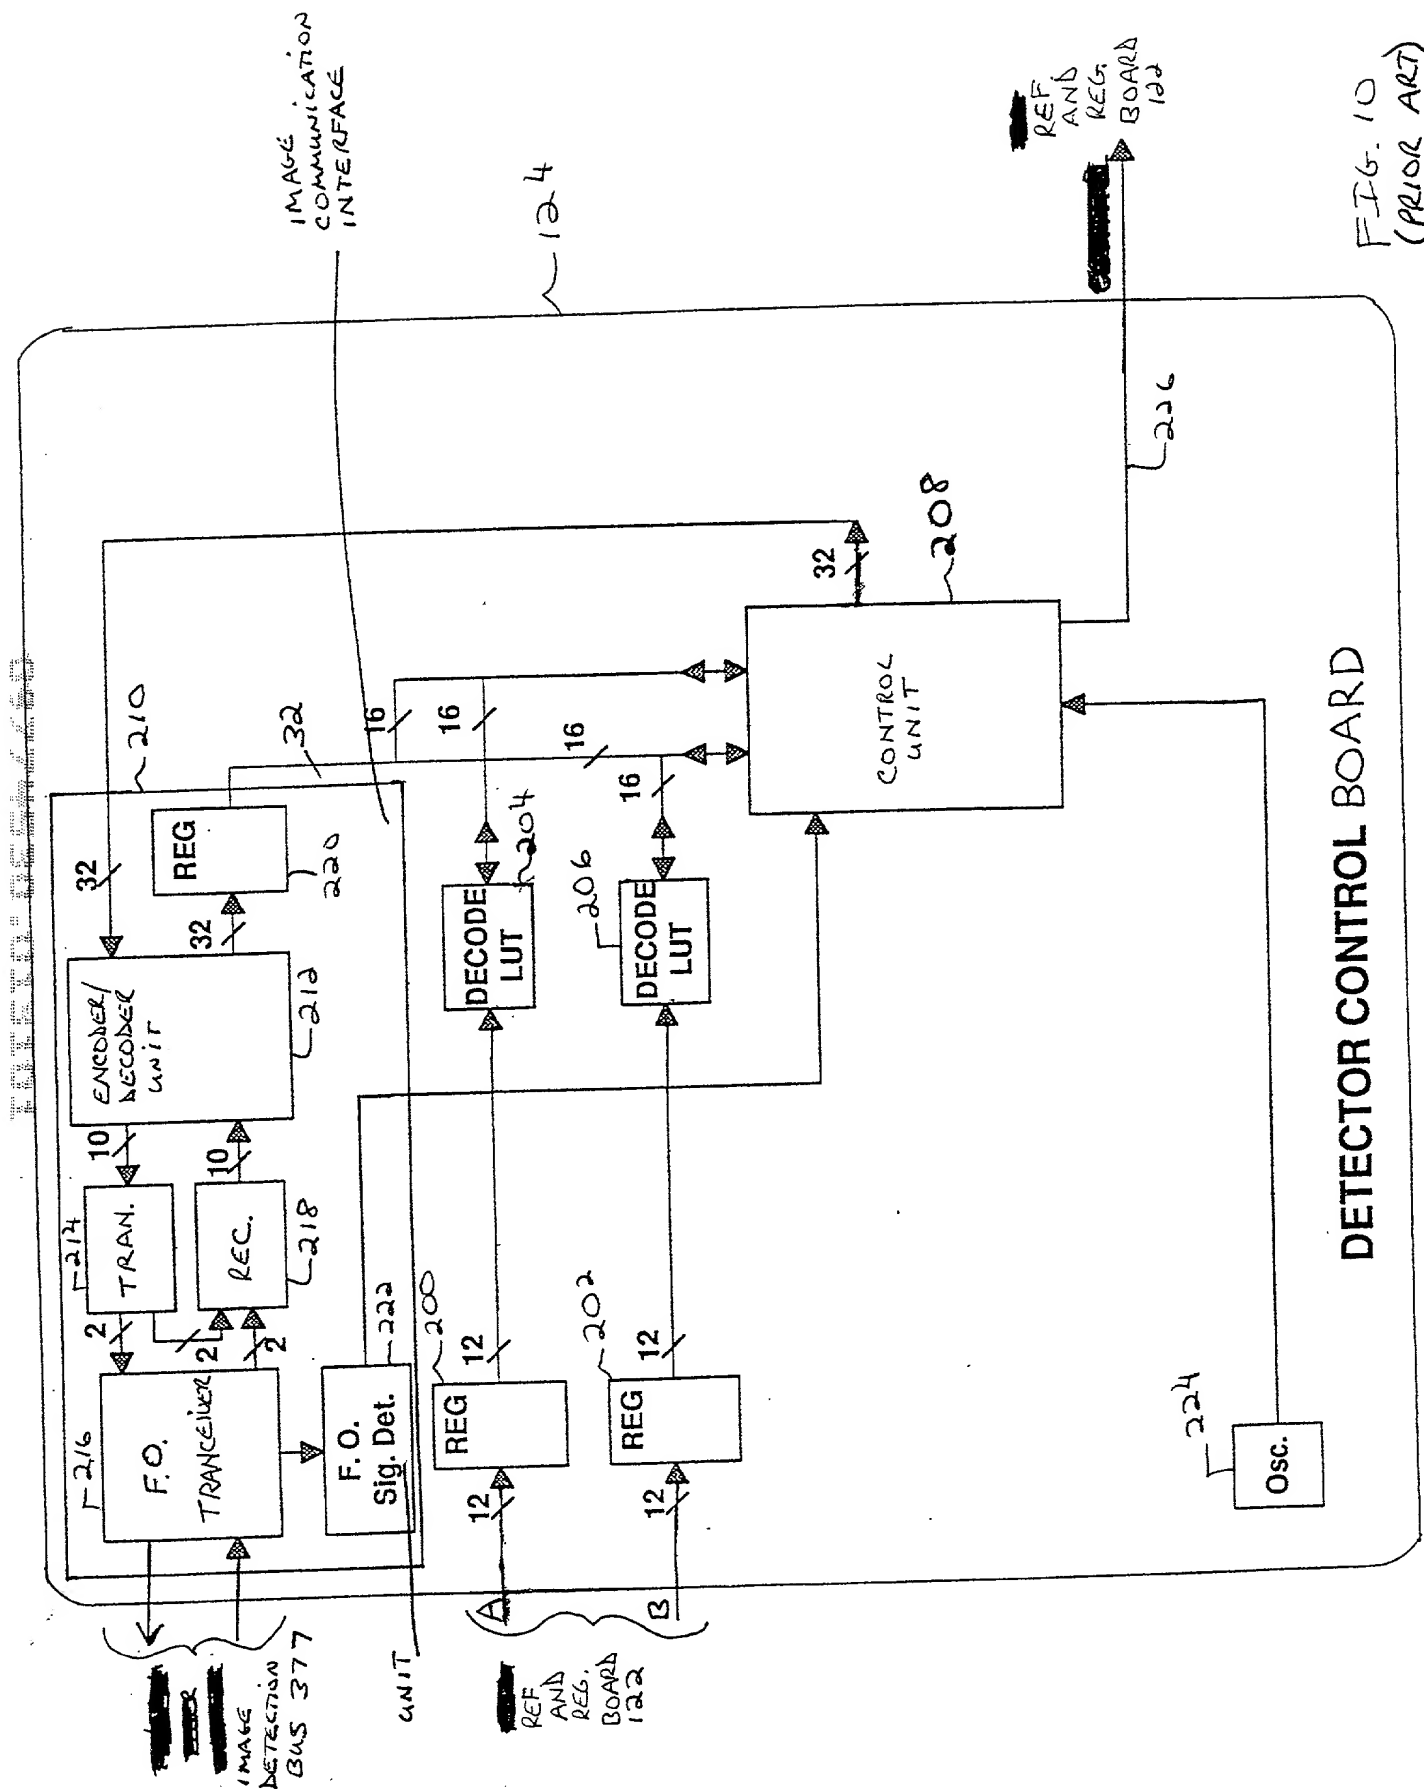 IMAGE
COMMUNICATION
INTERFACE
124
REF
AND
REG.
BOARD
122
FIG. 10
(PRIOR ART)
210
32
REG
220
32
32
ENCODER/
DECODER
UNIT
212
10
10
214
TRAN.
REC.
218
2
2
2
216
F.O.
TRANCEIVER
F.O.
Sig. Det.
222
UNIT
IMAGE
DETECTION
BUS 377
16
16
16
16
DECODE
LUT
204
206
DECODE
LUT
32
208
CONTROL
UNIT
226
200
12
REG
12
202
12
REG
12
A
B
REF
AND
REG.
BOARD
122
224
Osc.
DETECTOR CONTROL BOARD